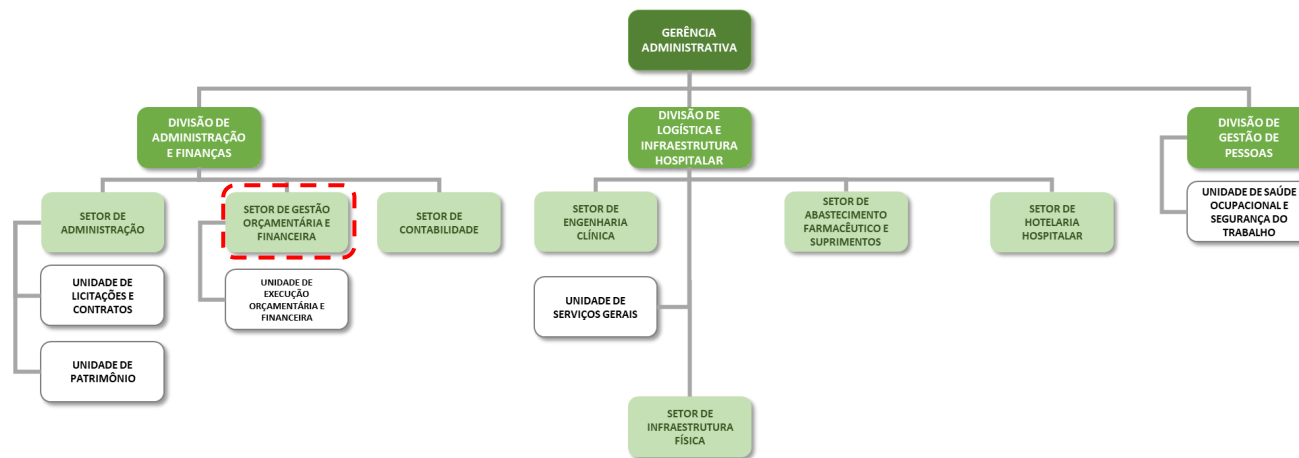 GERÊNCIA
ADMINISTRATIVA
DIVISÃO DE
ADMINISTRAÇÃO
E FINANÇAS
DIVISÃO DE
LOGÍSTICA E
INFRAESTRUTURA
HOSPITALAR
DIVISÃO DE
GESTÃO DE
PESSOAS
SETOR DE
ADMINISTRAÇÃO
SETOR DE GESTÃO
ORÇAMENTÁRIA E
FINANCEIRA
SETOR DE
CONTABILIDADE
SETOR DE
ENGENHARIA
CLÍNICA
SETOR DE
ABASTECIMENTO
FARMACÊUTICO E
SUPRIMENTOS
SETOR DE
HOTELARIA
HOSPITALAR
UNIDADE DE SAÚDE
OCUPACIONAL E
SEGURANÇA DO
TRABALHO
UNIDADE DE
LICITAÇÕES E
CONTRATOS
UNIDADE DE
EXECUÇÃO
ORÇAMENTÁRIA E
FINANCEIRA
UNIDADE DE
SERVIÇOS GERAIS
UNIDADE DE
PATRIMÔNIO
SETOR DE
INFRAESTRUTURA
FÍSICA